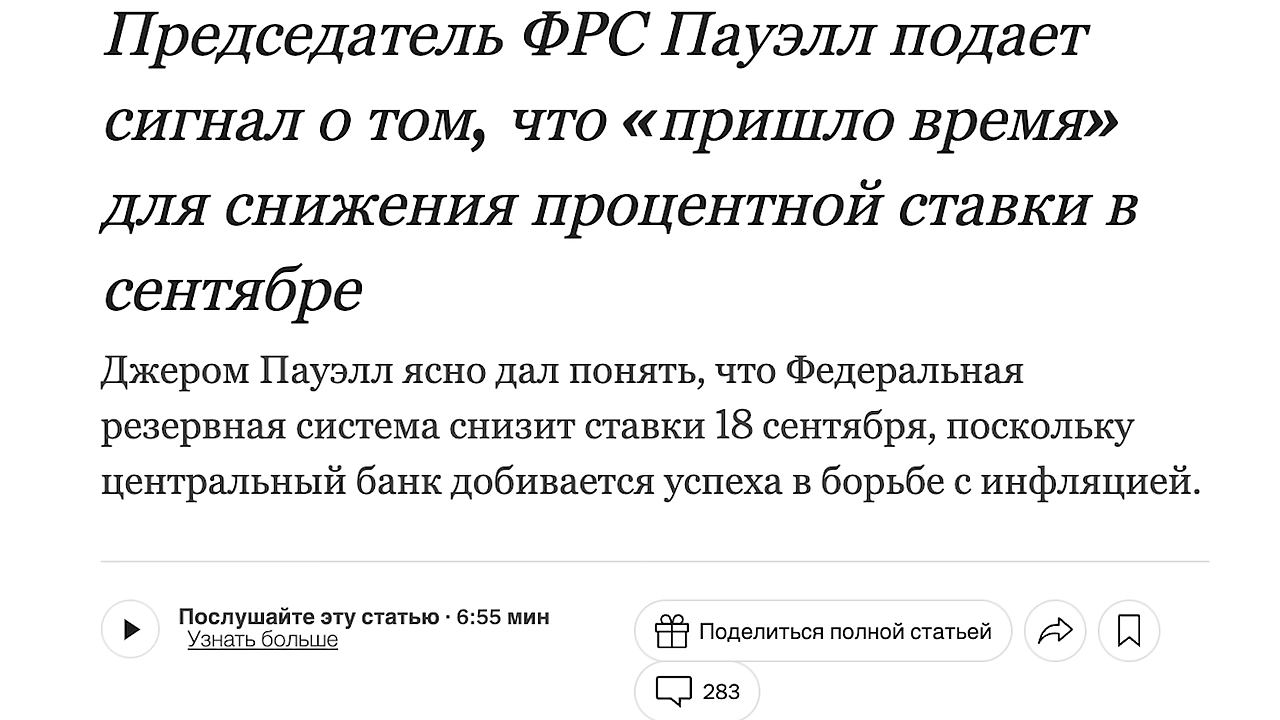 Председатель ФРС Пауэлл подает
сигнал о том, что «пришло время»
для снижения процентной ставки в
сентябре
Джером Пауэлл ясно дал понять, что Федеральная
резервная система снизит ставки 18 сентября, поскольку
центральный банк добивается успеха в борьбе с инфляцией.
Послушайте эту статью · 6:55 мин
Узнать больше
Поделиться полной статьей
283